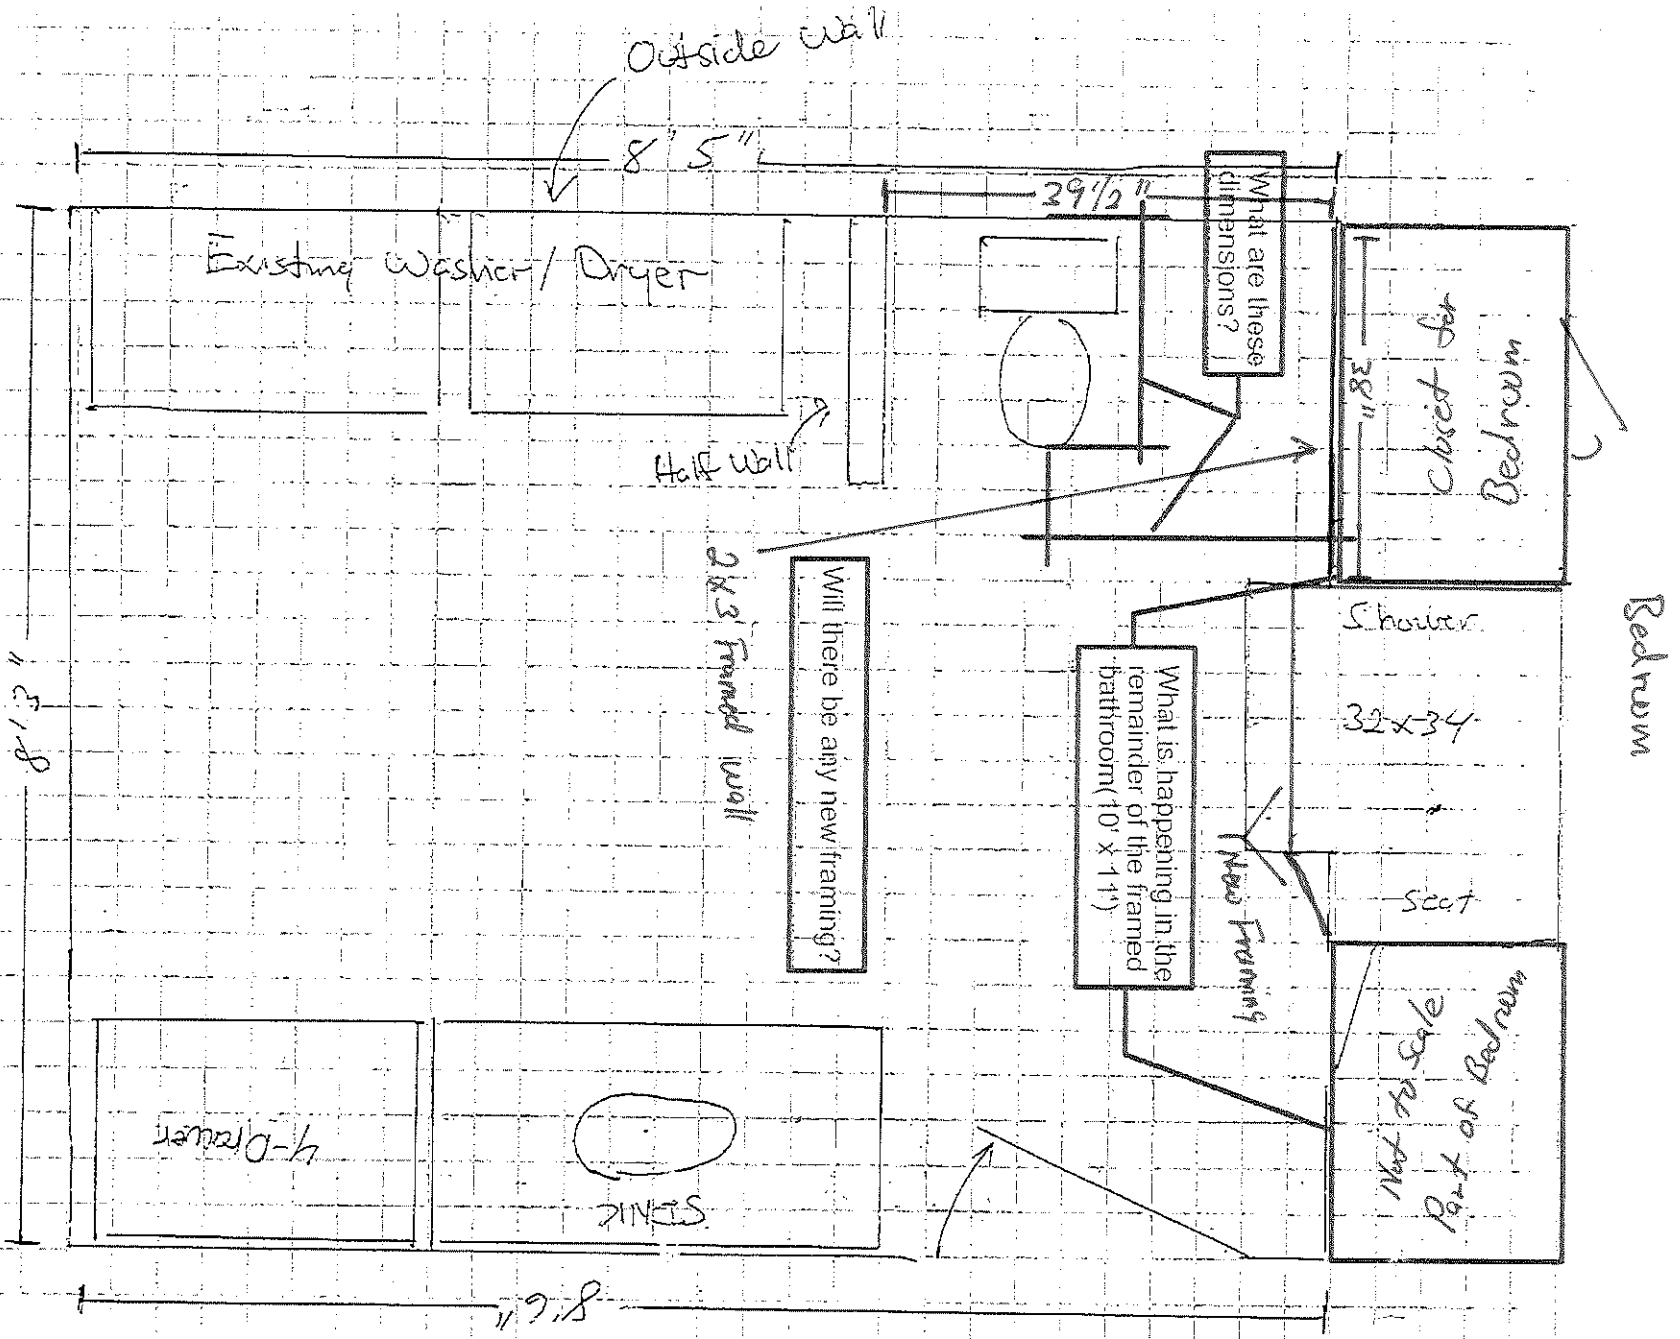 Outside Wall
8' 5"
39 1/2"
What are these
dimensions?
Existing Washer/ Dryer
38"
Closet for
Bedroom
Half Wall
2x3 Framed wall
Will there be any new framing?
What is happening in the
remainder of the framed
bathroom(10' x 11')
New Framing
Shower
32x34
Seat
Bedroom
Not to Scale
Part of Bedroom
4-Drawer
SINK
8'6"